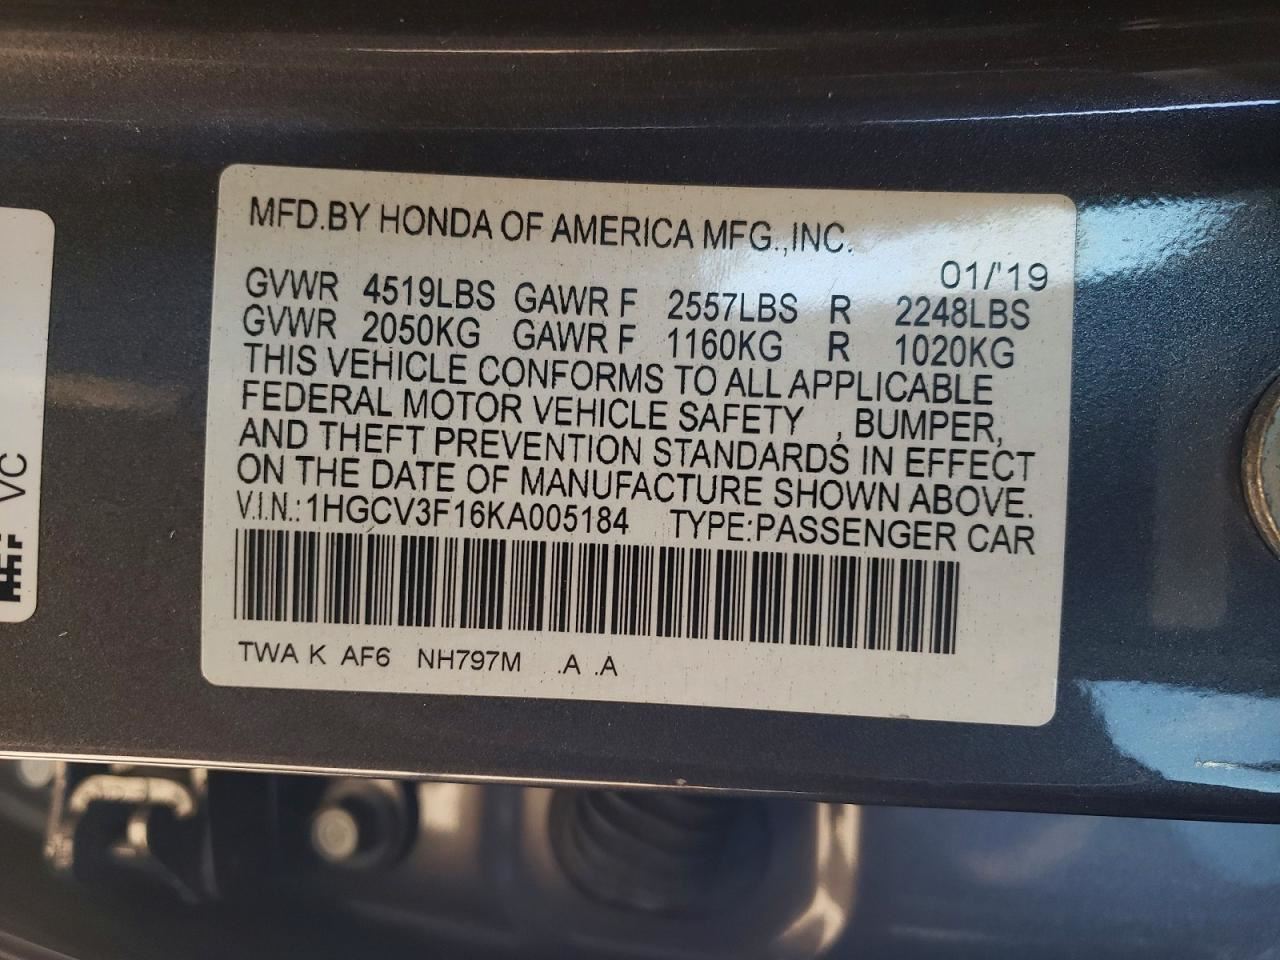 MFD.BY HONDA OF AMERICA MFG.,INC.
01/'19
GVWR 4519LBS GAWR F 2557LBS R 2248LBS
GVWR 2050KG GAWR F 1160KG R 1020KG
THIS VEHICLE CONFORMS TO ALL APPLICABLE
FEDERAL MOTOR VEHICLE SAFETY , BUMPER,
AND THEFT PREVENTION STANDARDS IN EFFECT
ON THE DATE OF MANUFACTURE SHOWN ABOVE.
V.I.N.:1HGCV3F16KA005184 TYPE:PASSENGER CAR
TWA K AF6 NH797M .A .A
VC